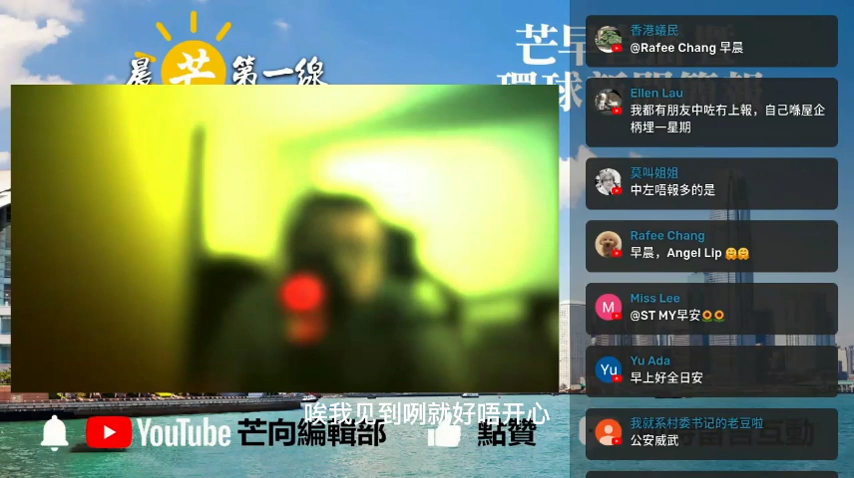 晨芒第一線
香港蟻民
@Rafee Chang 早晨
Ellen Lau
我都有朋友中咗冇上報，自己喺屋企
柄埋一星期
莫叫姐姐
中左唔報多的是
Rafee Chang
早晨，Angel Lip 🤗🤗
Miss Lee
@ST MY早安🌻🌻
Yu Ada
早上好全日安
我就系村委书记的老豆啦
公安威武
唉我见到咧就好唔开心
YouTube 芒向編輯部
點贊